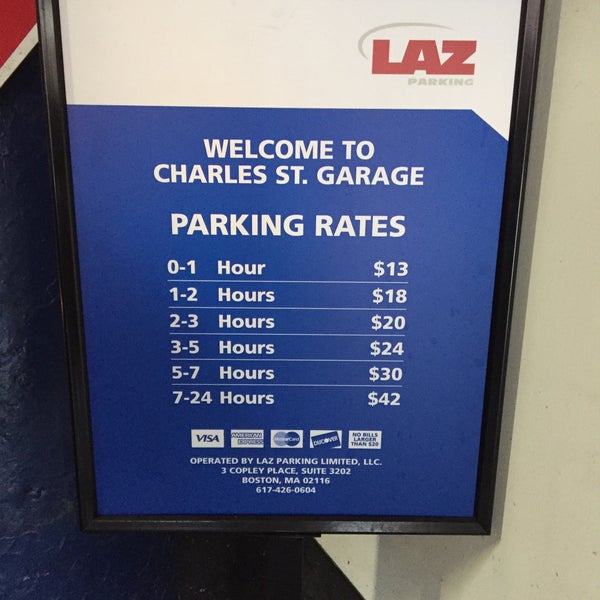 LAZ
PARKING
WELCOME TO
CHARLES ST. GARAGE
PARKING RATES
0-1 Hour $13
1-2 Hours $18
2-3 Hours $20
3-5 Hours $24
5-7 Hours $30
7-24 Hours $42
VISA AMERICAN EXPRESS MasterCard DISCOVER NO BILLS LARGER THAN $20
OPERATED BY LAZ PARKING LIMITED, LLC.
3 COPLEY PLACE, SUITE 3202
BOSTON, MA 02116
617-426-0604